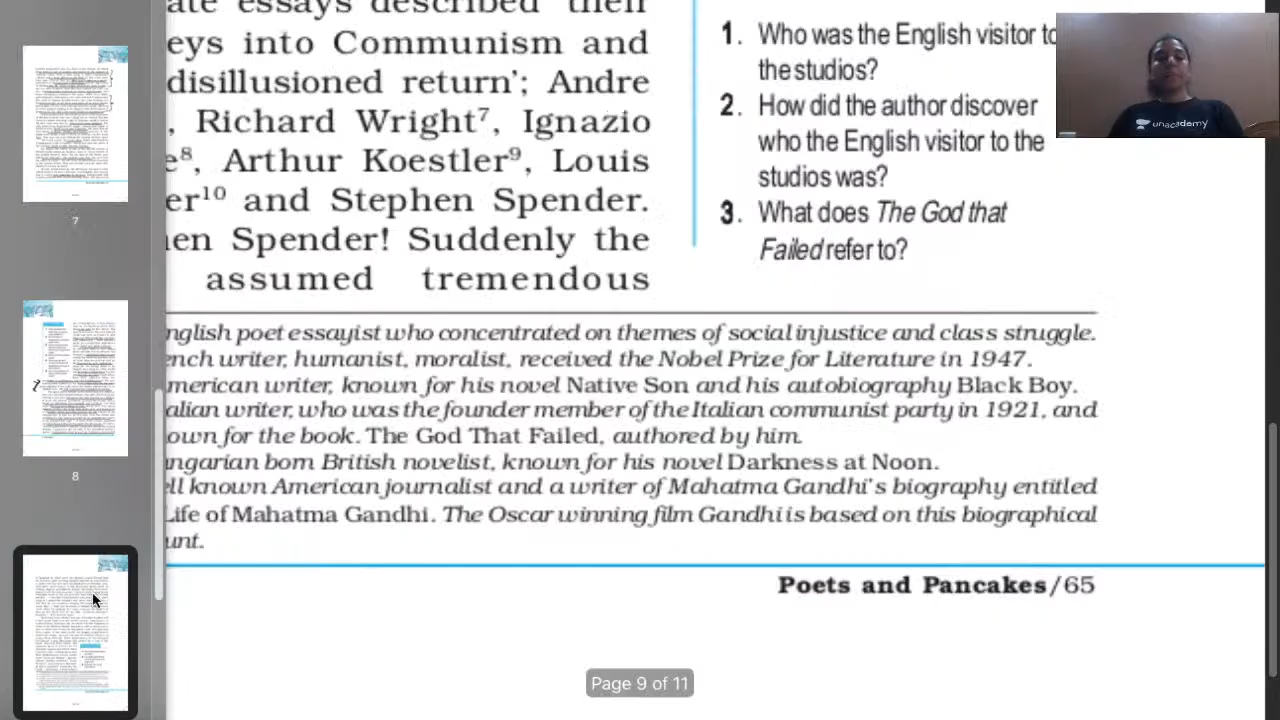 ate essays described 'their
eys into Communism and
disillusioned return'; Andre
, Richard Wright⁷, Ignazio
e⁸, Arthur Koestler⁹, Louis
er¹⁰ and Stephen Spender.
en Spender! Suddenly the
assumed tremendous
1. Who was the English visitor to
the studios?
2. How did the author discover
who the English visitor to the
studios was?
3. What does The God that
Failed refer to?
unacademy
nglish poet essayist who concentrated on themes of social injustice and class struggle.
ench writer, humanist, moralist, received the Nobel Prize for Literature in 1947.
merican writer, known for his novel Native Son and his autobiography Black Boy.
alian writer, who was the founder member of the Italian communist party in 1921, and
own for the book. The God That Failed, authored by him.
ungarian born British novelist, known for his novel Darkness at Noon.
ell known American journalist and a writer of Mahatma Gandhi's biography entitled
Life of Mahatma Gandhi. The Oscar winning film Gandhi is based on this biographical
unt.
Poets and Pancakes/65
7
8
Page 9 of 11